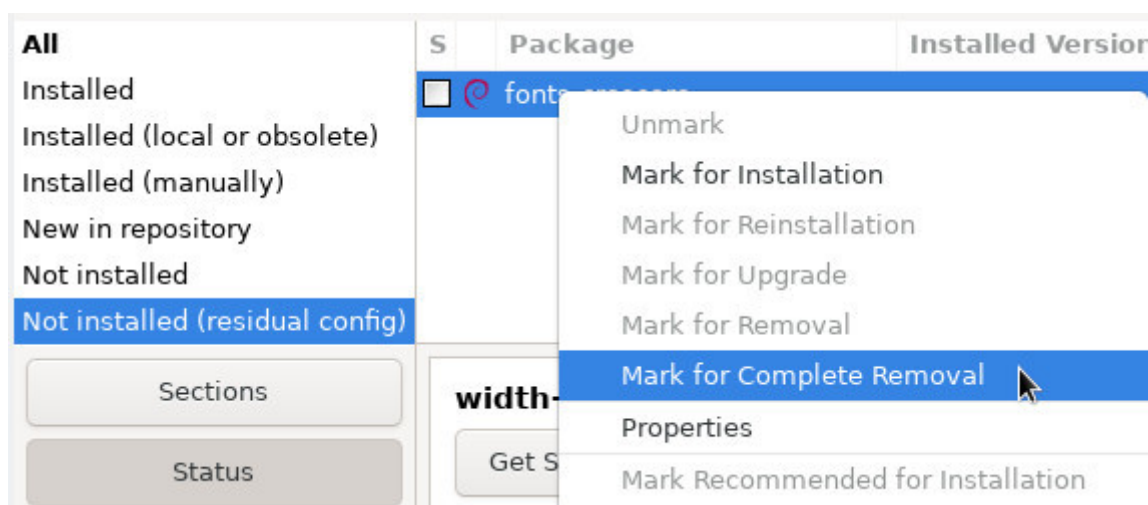 All
Installed
Installed (local or obsolete)
Installed (manually)
New in repository
Not installed
Not installed (residual config)
Sections
Status
S Package Installed Version
Unmark
Mark for Installation
Mark for Reinstallation
Mark for Upgrade
Mark for Removal
Mark for Complete Removal
Properties
Mark Recommended for Installation
width-
Get S